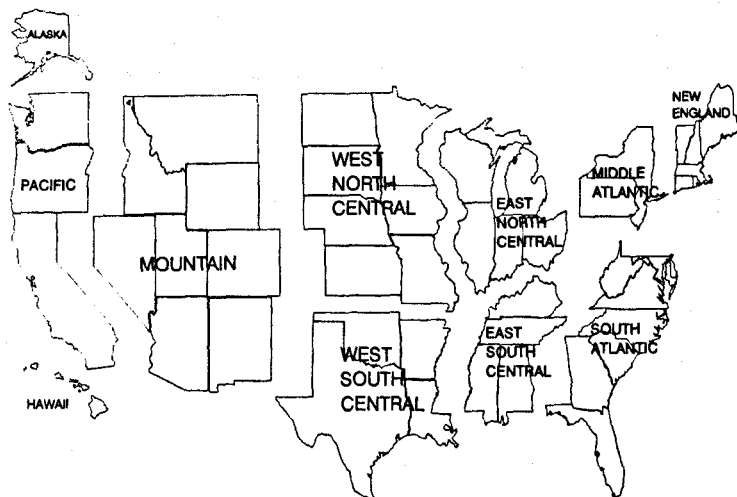 ALASKA
NEW
ENGLAND
WEST
NORTH
CENTRAL
MIDDLE
ATLANTIC
PACIFIC
EAST
NORTH
CENTRAL
MOUNTAIN
EAST
SOUTH
CENTRAL
SOUTH
ATLANTIC
WEST
SOUTH
CENTRAL
HAWAII